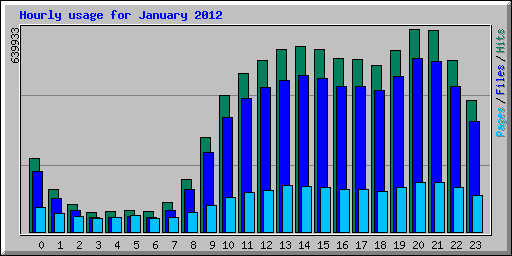 Hourly usage for January 2012
639933
Pages/Files/Hits
0 1 2 3 4 5 6 7 8 9 10 11 12 13 14 15 16 17 18 19 20 21 22 23